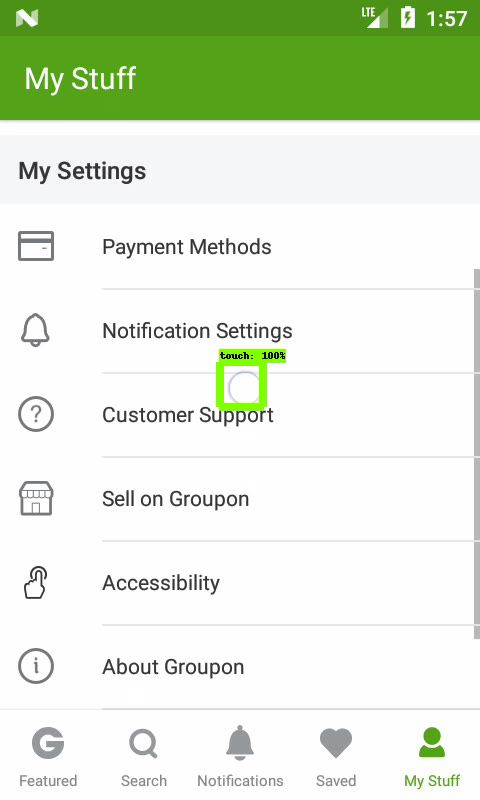 LTE 1:57
My Stuff
My Settings
Payment Methods
Notification Settings
touch: 100%
Customer Support
Sell on Groupon
Accessibility
About Groupon
Featured Search Notifications Saved My Stuff